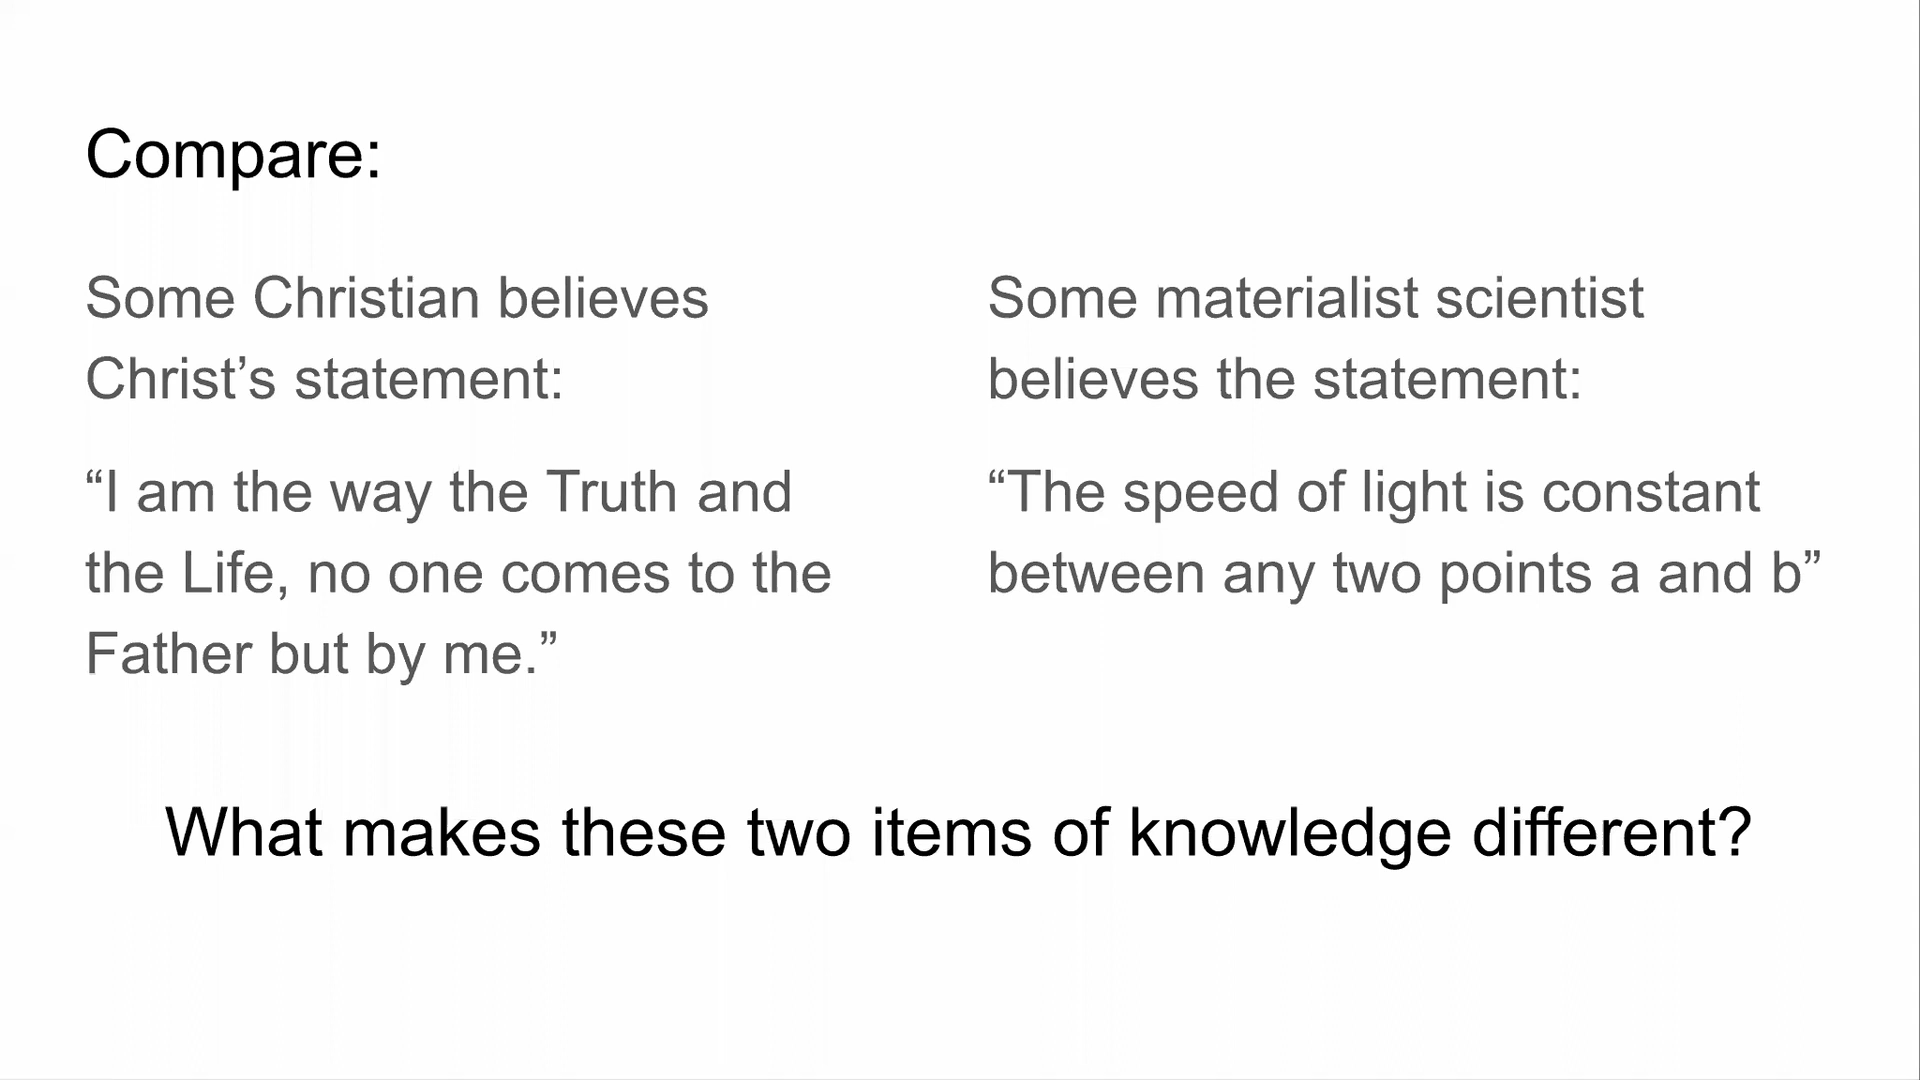 Compare:
Some Christian believes
Christ’s statement:
“I am the way the Truth and
the Life, no one comes to the
Father but by me.”
Some materialist scientist
believes the statement:
“The speed of light is constant
between any two points a and b”
What makes these two items of knowledge different?